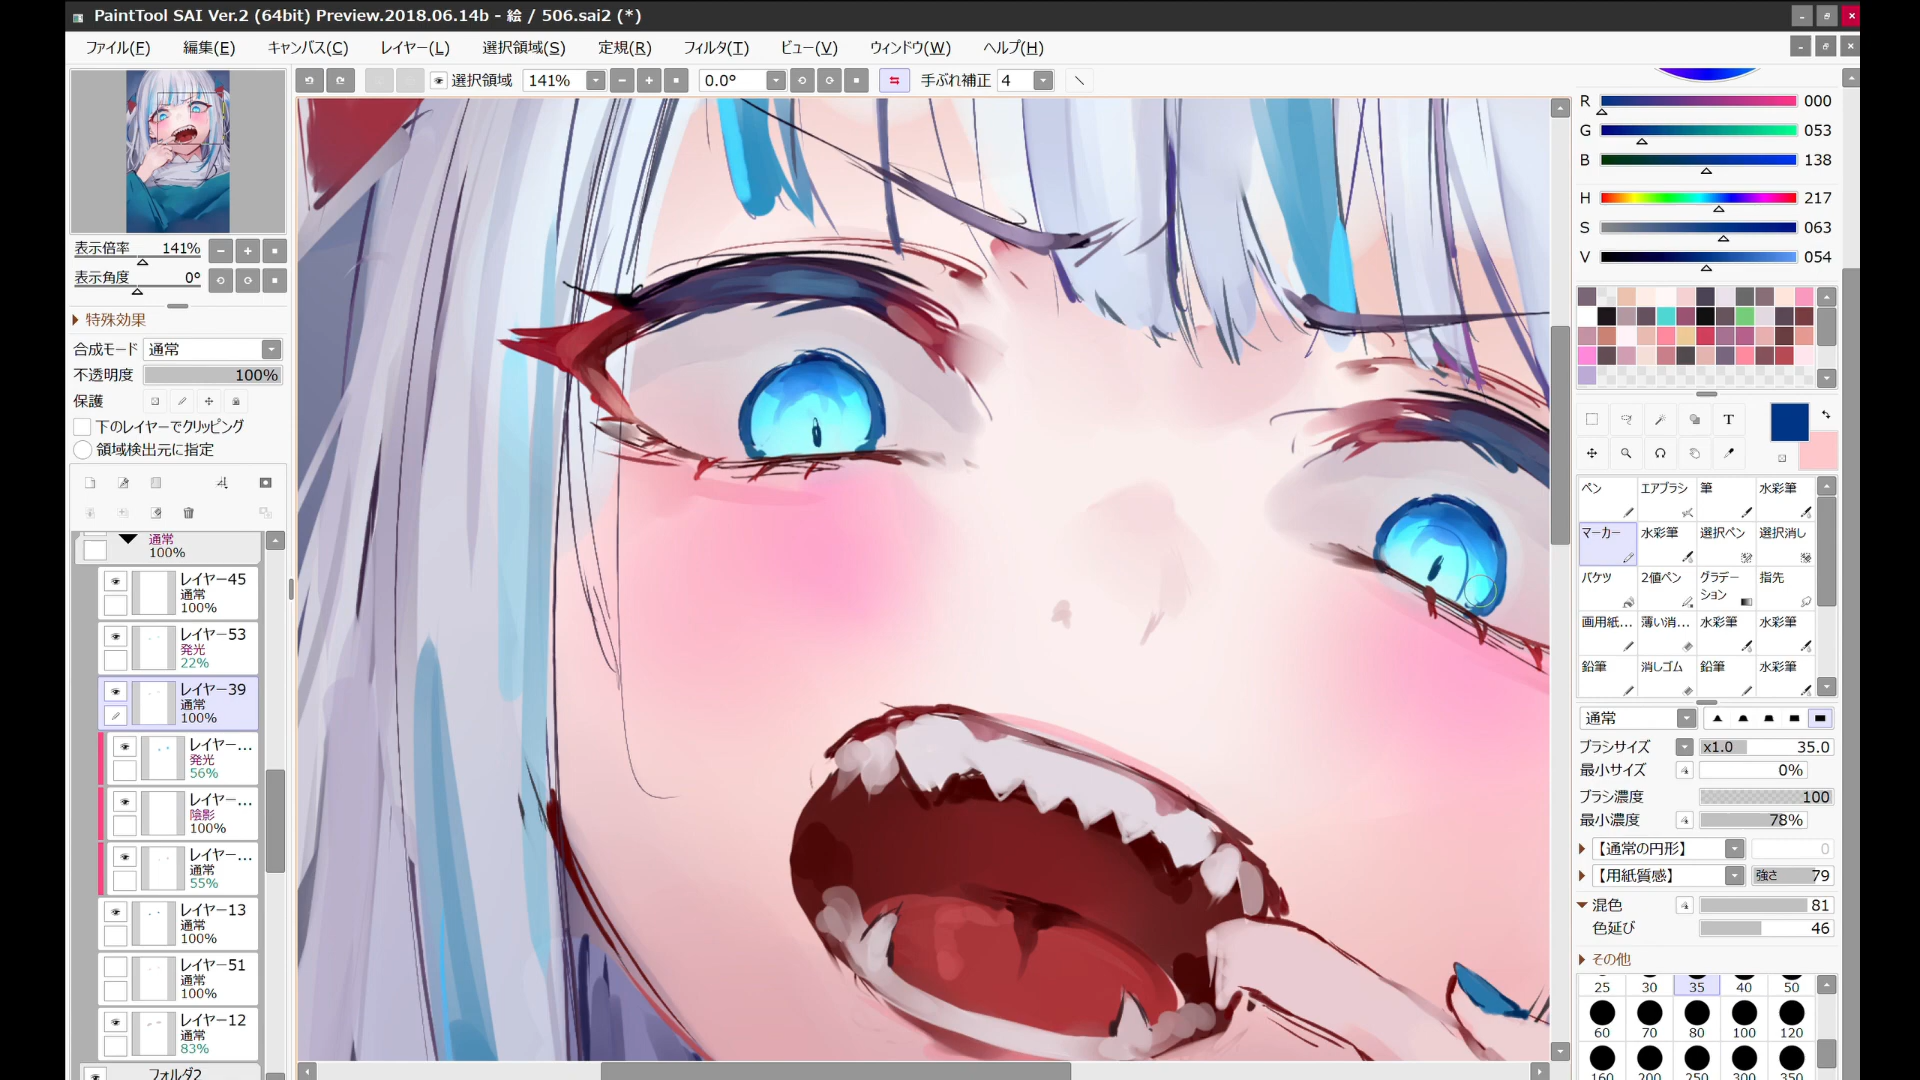 PaintTool SAI Ver.2 (64bit) Preview.2018.06.14b - 絵 / 506.sai2 (*)
ファイル(F) 編集(E) キャンバス(C) レイヤー(L) 選択領域(S) 定規(R) フィルタ(T) ビュー(V) ウィンドウ(W) ヘルプ(H)
選択領域 141% 0.0° 手ぶれ補正 4
表示倍率 141%
表示角度 0°
特殊効果
合成モード 通常
不透明度 100%
保護
下のレイヤーでクリッピング
領域検出元に指定
通常
100%
レイヤー45
通常
100%
レイヤー53
発光
22%
レイヤー39
通常
100%
レイヤー...
発光
56%
レイヤー...
陰影
100%
レイヤー...
通常
55%
レイヤー13
通常
100%
レイヤー51
通常
100%
レイヤー12
通常
83%
フォルダ2
R 000
G 053
B 138
H 217
S 063
V 054
T
ペン エアブラシ 筆 水彩筆
マーカー 水彩筆 選択ペン 選択消し
バケツ 2値ペン グラデーション 指先
画用紙... 薄い消... 水彩筆 水彩筆
鉛筆 消しゴム 鉛筆 水彩筆
通常
ブラシサイズ x1.0 35.0
最小サイズ 0%
ブラシ濃度 100
最小濃度 78%
【通常の円形】 0
【用紙質感】 強さ 79
混色 81
色延び 46
その他
25 30 35 40 50
60 70 80 100 120
160 200 250 300 350